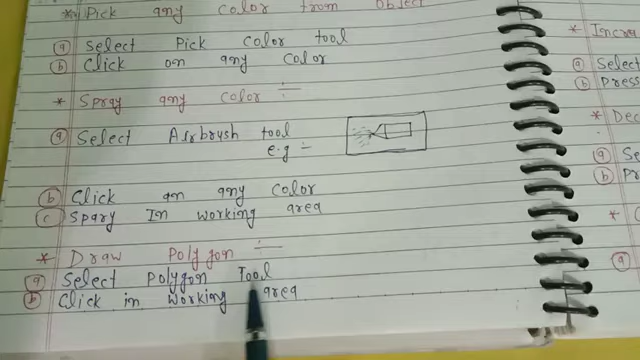 * Pick any color from object
(a) Select Pick color tool
(b) Click on any color
* Spray any color ÷
(a) Select Airbrush tool
e.g ÷
(b) Click on any color
(c) Spary In working area
* Draw Polygon ÷
(a) Select Polygon Tool
(b) Click in working area
* Incra
(a) Select
(b) Press
* Dec
(a) Se
(b) Pr
* C
(a)